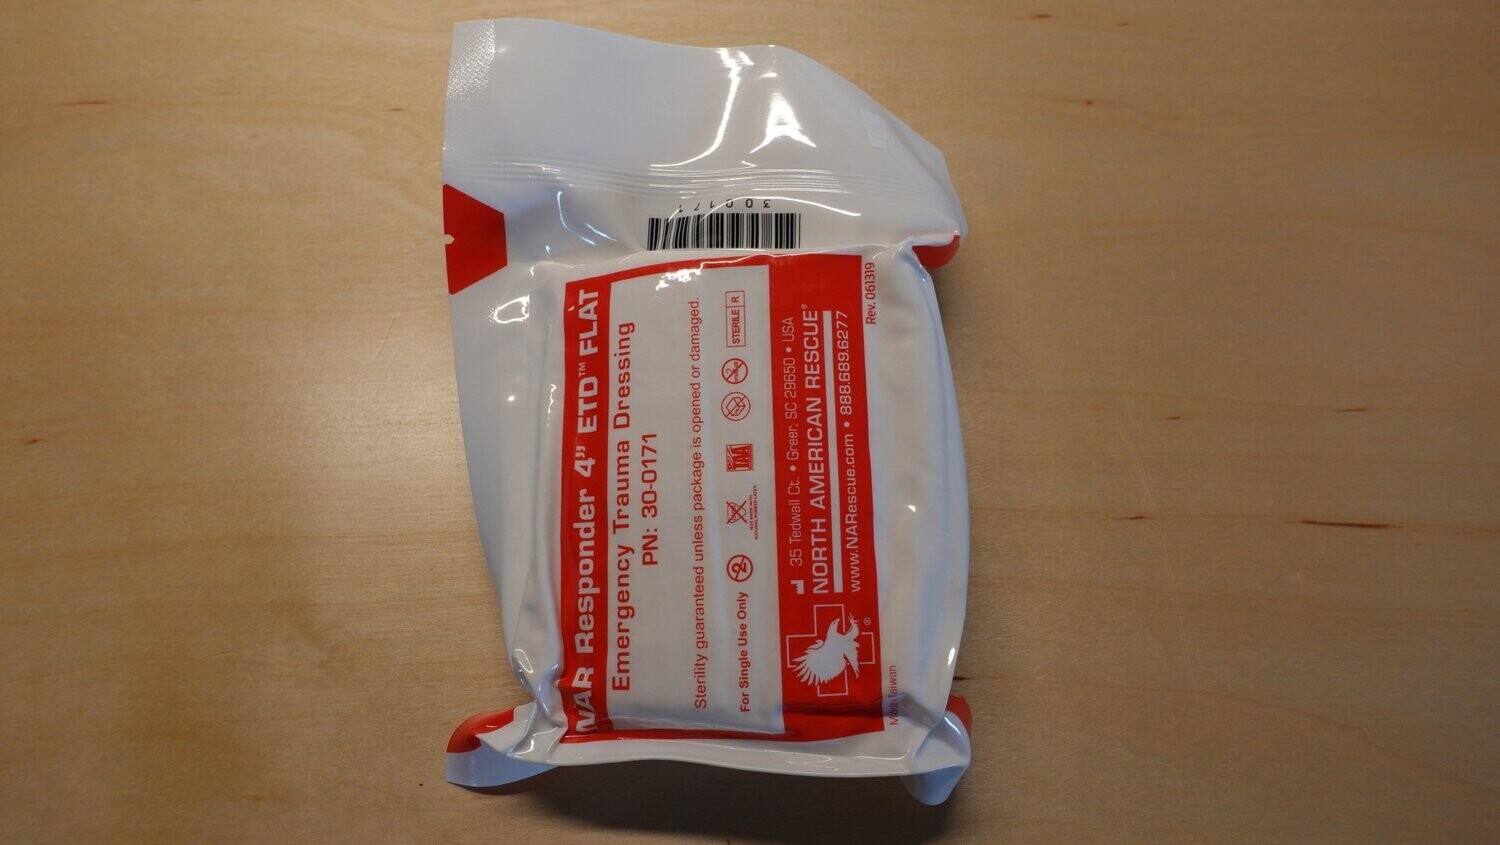 300171
NAR Responder 4” ETD™ FLAT
Emergency Trauma Dressing
PN: 30-0171
Sterility guaranteed unless package is opened or damaged.
For Single Use Only
STERILE R
35 Tedwall Ct. • Greer, SC 29650 • USA
NORTH AMERICAN RESCUE®
www.NARescue.com • 888.689.6277
®
Rev. 061319
Taiwan